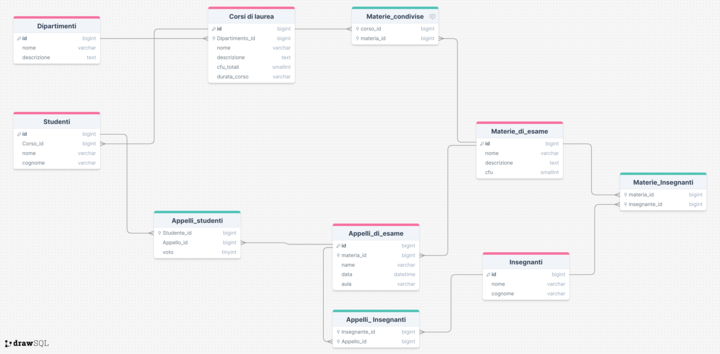 Dipartimenti
id bigint
nome varchar
descrizione text
Corsi di laurea
id bigint
Dipartimento_id bigint
nome varchar
descrizione text
cfu_totali smallint
durata_corso varchar
Materie_condivise
corso_id bigint
materia_id bigint
Studenti
id bigint
Corso_id bigint
nome varchar
cognome varchar
Materie_di_esame
id bigint
nome varchar
descrizione text
cfu smallint
Materie_Insegnanti
materia_id bigint
insegnante_id bigint
Appelli_studenti
Studente_id bigint
Appello_id bigint
voto tinyint
Appelli_di_esame
id bigint
materia_id bigint
name varchar
data datetime
aula varchar
Insegnanti
id bigint
nome varchar
cognome varchar
Appelli_ Insegnanti
Insegnante_id bigint
Appello_id bigint
drawSQL